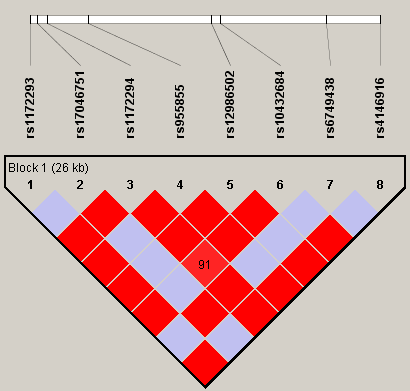 rs1172293
rs17046751
rs1172294
rs955855
rs12986502
rs10432684
rs6749438
rs4146916
Block 1 (26 kb)
1 2 3 4 5 6 7 8
91